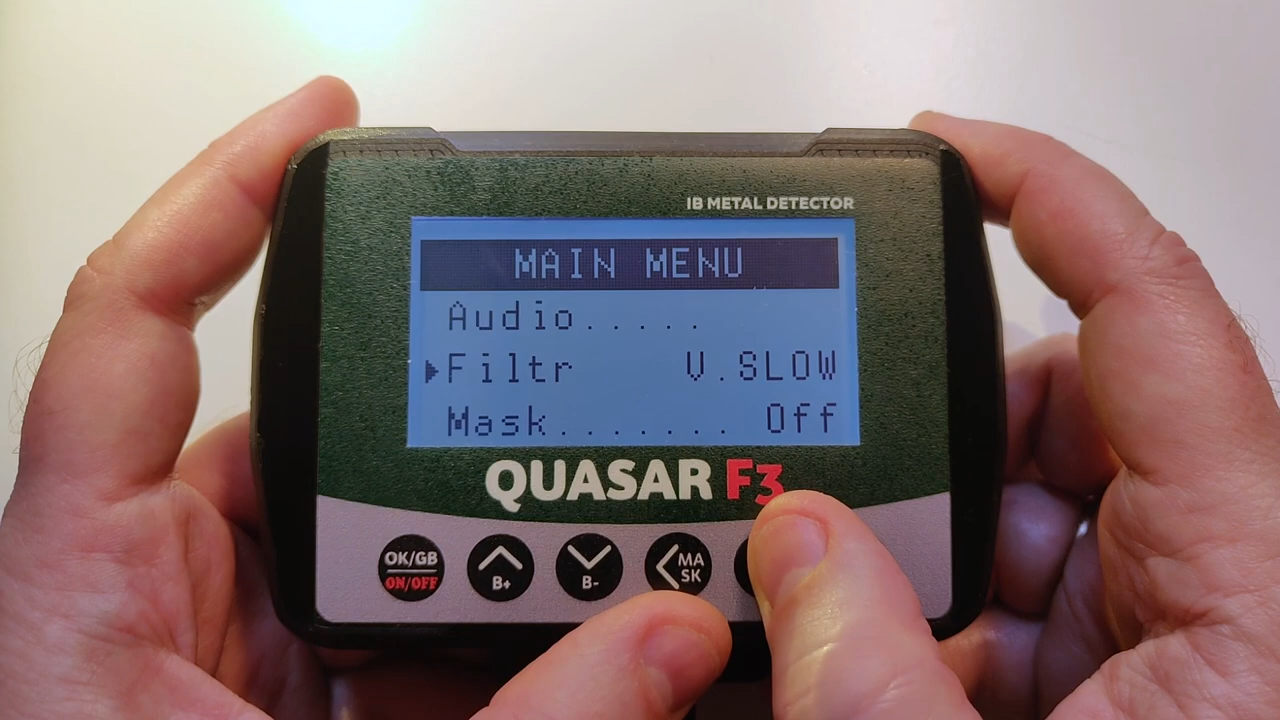 IB METAL DETECTOR
MAIN MENU
Audio.....
Filtr V.SLOW
Mask........ Off
QUASAR F3
OK/GB
ON/OFF
B+
B-
MA
SK